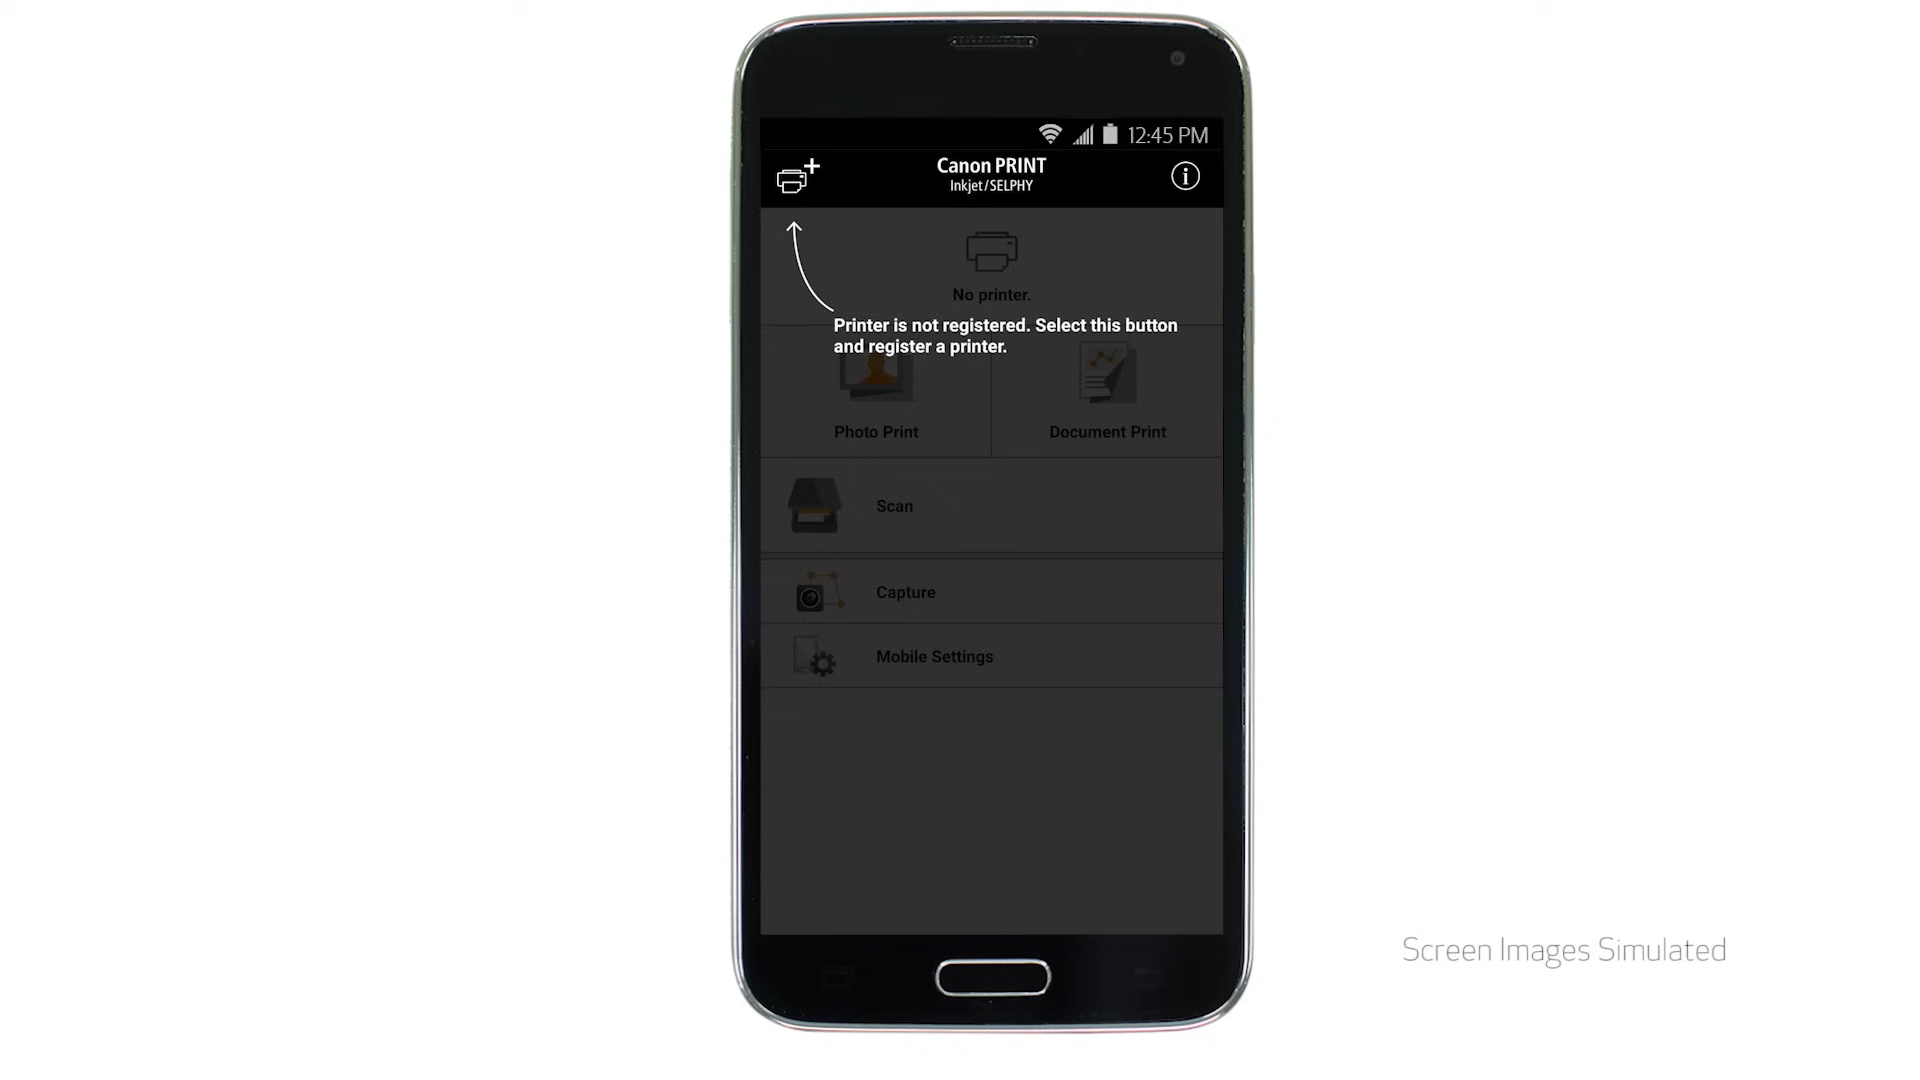 12:45 PM
Canon PRINT
Inkjet/SELPHY
No printer.
Printer is not registered. Select this button
and register a printer.
Photo Print
Document Print
Scan
Capture
Mobile Settings
Screen Images Simulated